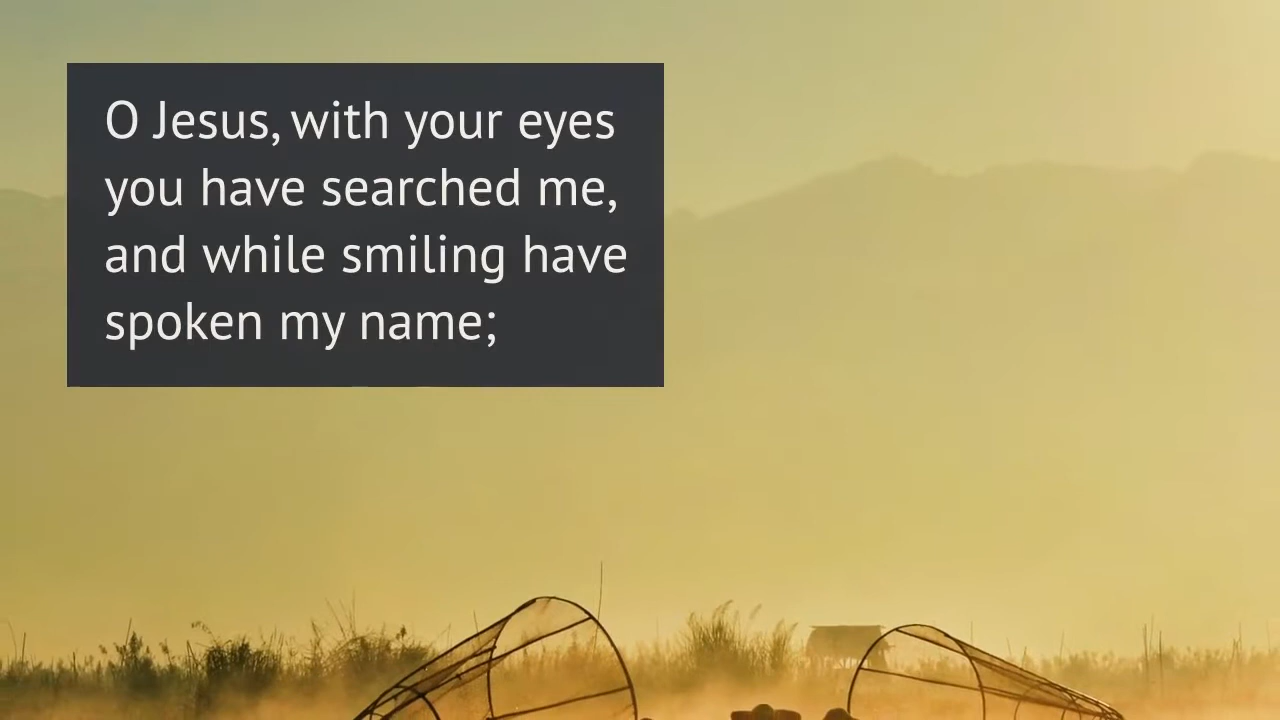 O Jesus, with your eyes
you have searched me,
and while smiling have
spoken my name;